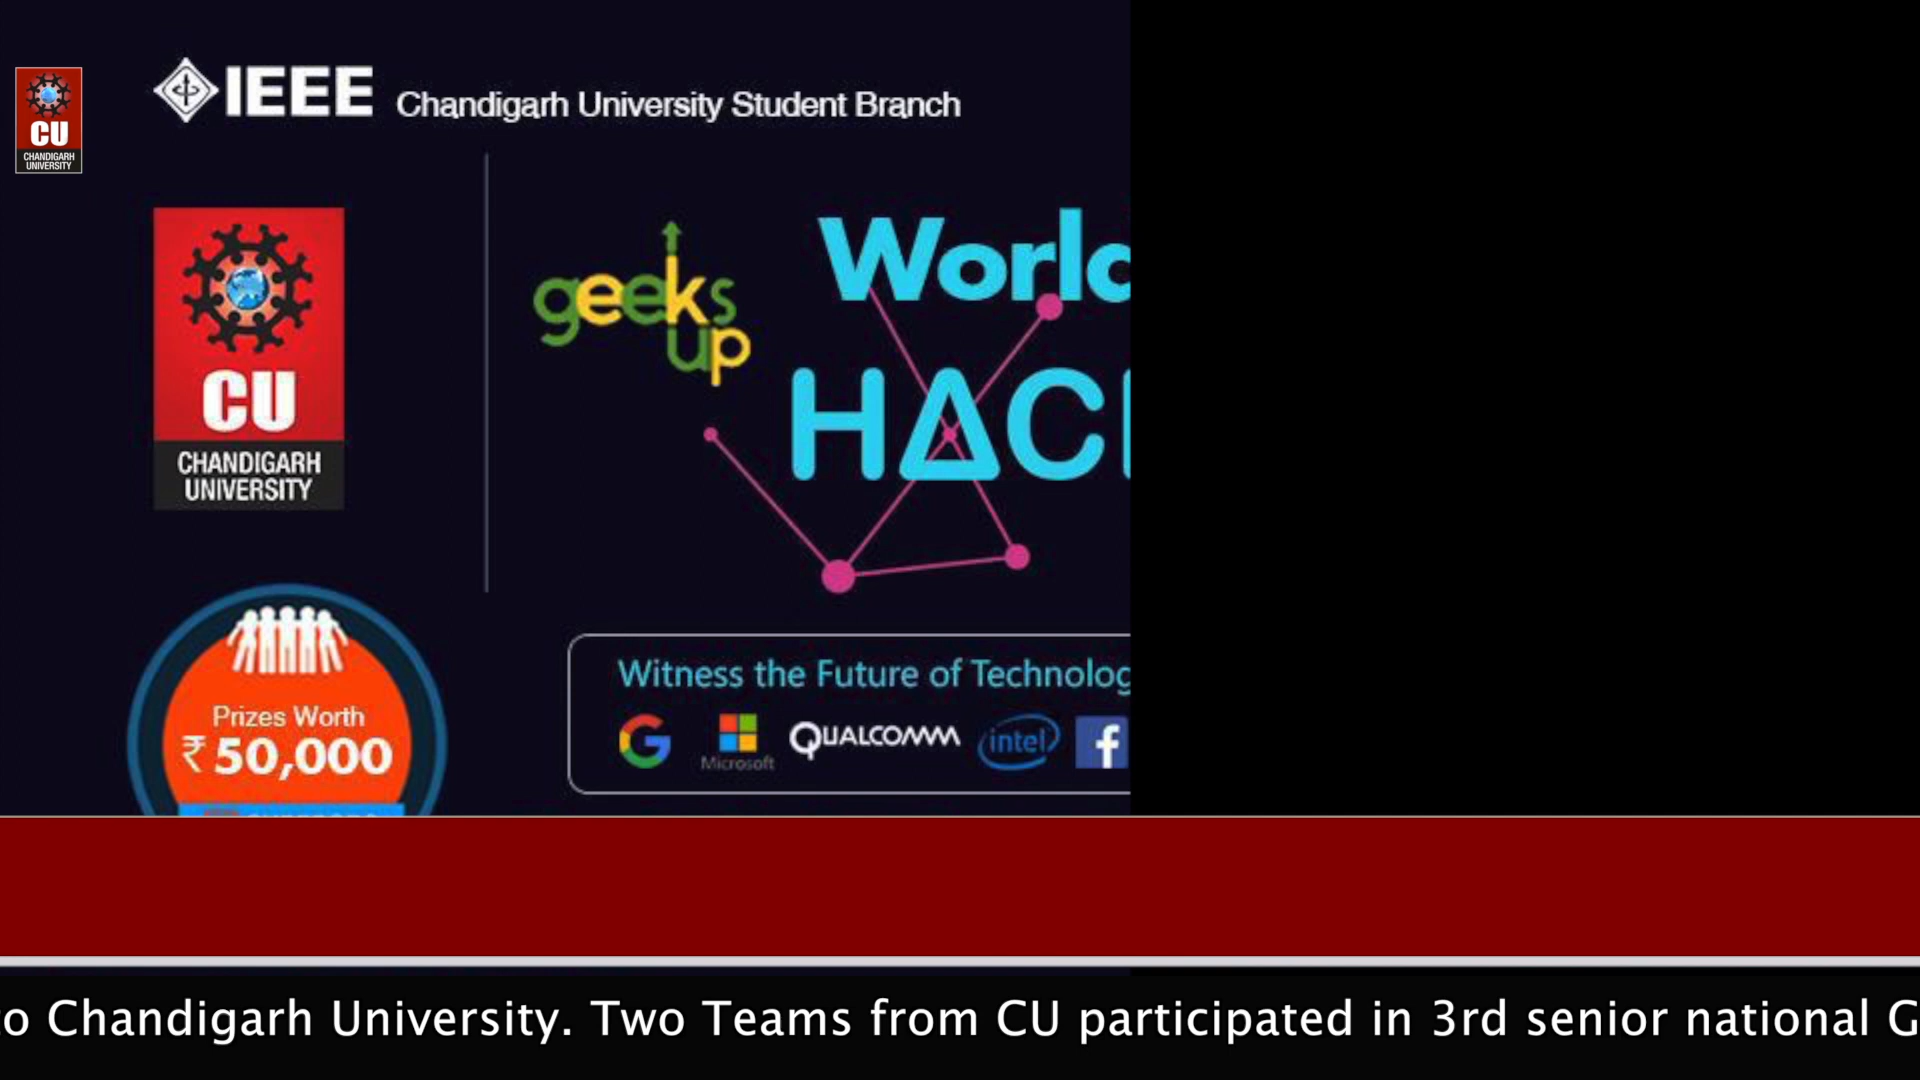 IEEE Chandigarh University Student Branch
CU
CHANDIGARH
UNIVERSITY
CU
CHANDIGARH
UNIVERSITY
geeks
up
Worl
HΔC
Prizes Worth
₹ 50,000
Witness the Future of Technolog
G
Microsoft
QUALCOMM
intel
f
o Chandigarh University. Two Teams from CU participated in 3rd senior national G